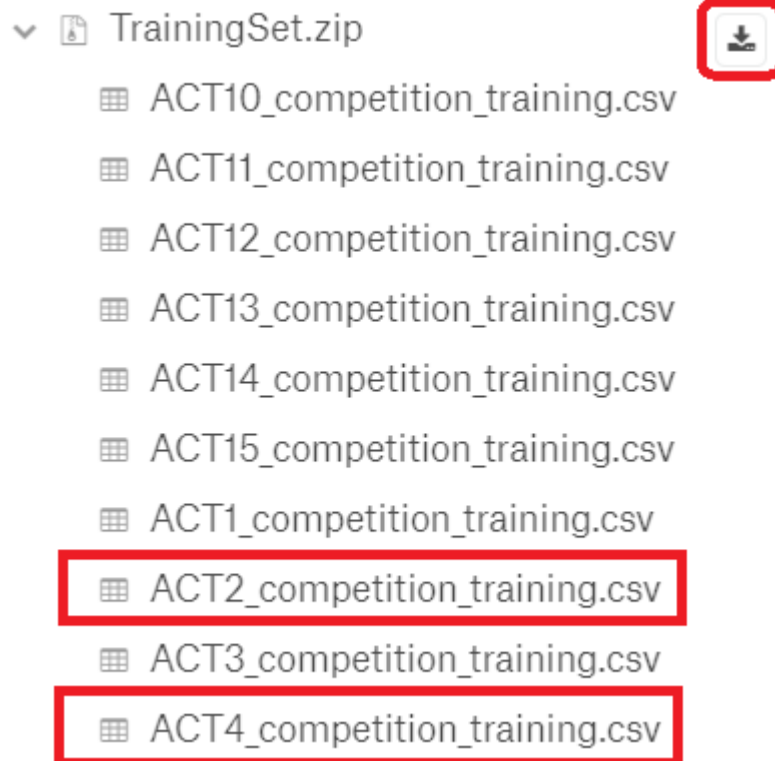 TrainingSet.zip
ACT10_competition_training.csv
ACT11_competition_training.csv
ACT12_competition_training.csv
ACT13_competition_training.csv
ACT14_competition_training.csv
ACT15_competition_training.csv
ACT1_competition_training.csv
ACT2_competition_training.csv
ACT3_competition_training.csv
ACT4_competition_training.csv